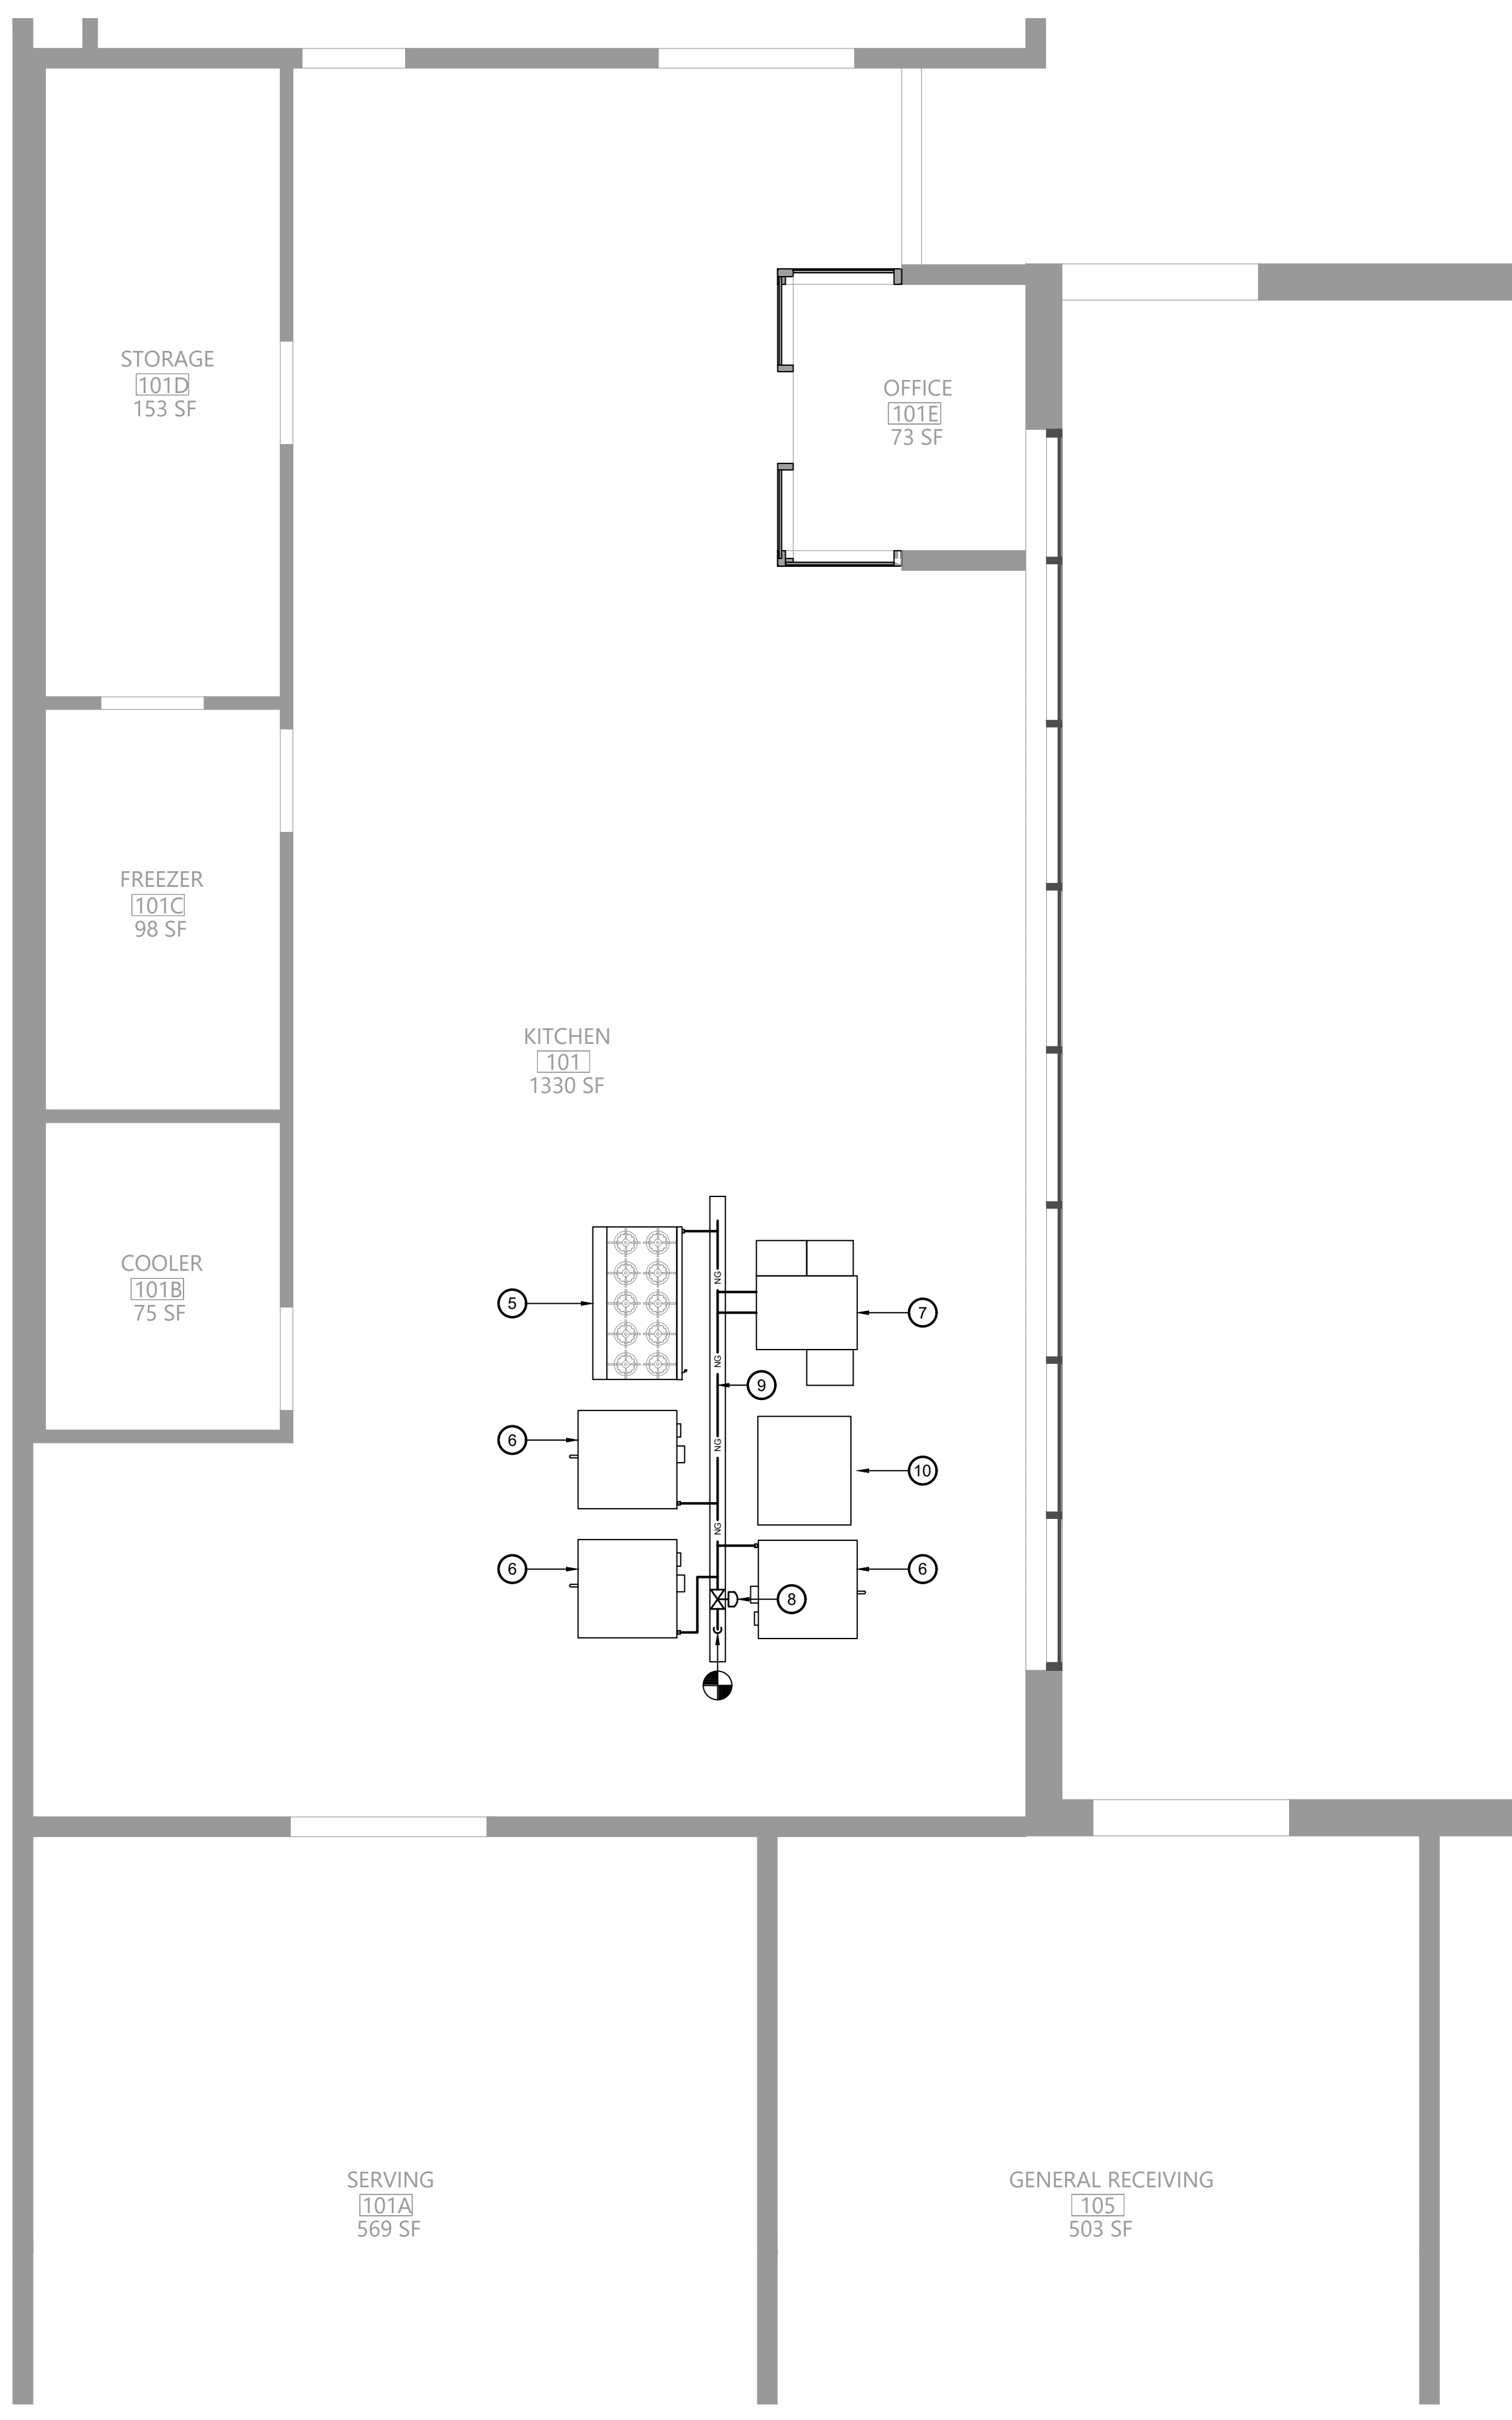 STORAGE
101D
153 SF
OFFICE
101E
73 SF
FREEZER
101C
98 SF
KITCHEN
101
1330 SF
COOLER
101B
75 SF
NG
5
7
NG
9
6
NG
10
NG
6
8
6
SERVING
101A
569 SF
GENERAL RECEIVING
105
503 SF